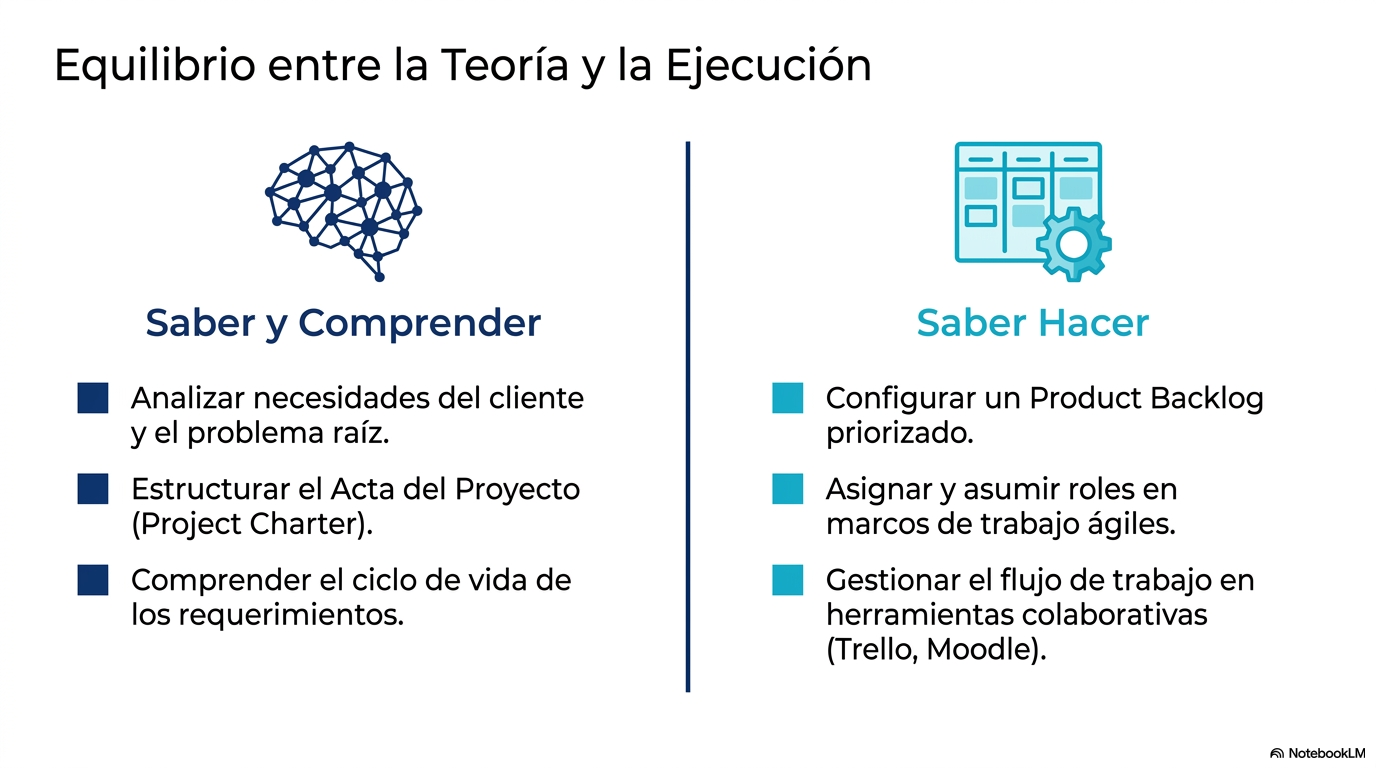 Equilibrio entre la Teoría y la Ejecución
Saber y Comprender
Analizar necesidades del cliente
y el problema raíz.
Estructurar el Acta del Proyecto
(Project Charter).
Comprender el ciclo de vida de
los requerimientos.
Saber Hacer
Configurar un Product Backlog
priorizado.
Asignar y asumir roles en
marcos de trabajo ágiles.
Gestionar el flujo de trabajo en
herramientas colaborativas
(Trello, Moodle).
NotebookLM